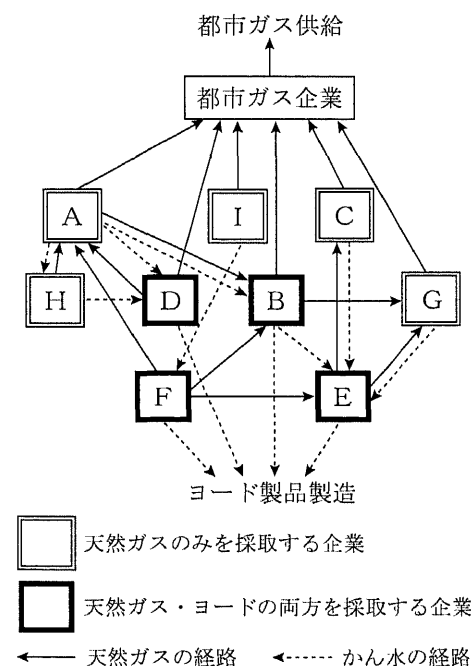 都市ガス供給
都市ガス企業
A
I
C
H
D
B
G
F
E
ヨード製品製造
天然ガスのみを採取する企業
天然ガス・ヨードの両方を採取する企業
天然ガスの経路
かん水の経路